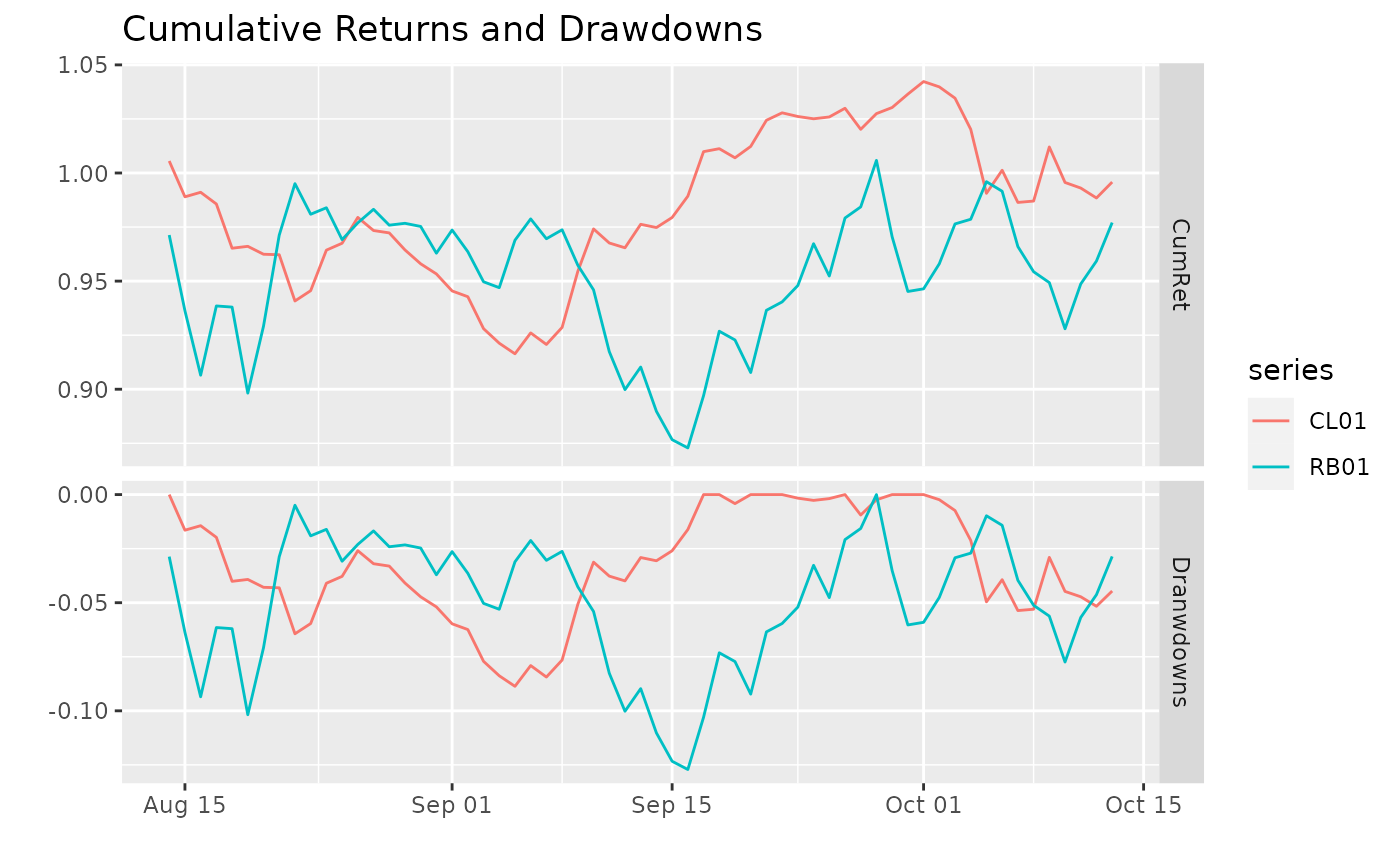 Cumulative Returns and Drawdowns
1.05
1.00
0.95
0.90
CumRet
0.00
-0.05
-0.10
Dranwdowns
Aug 15
Sep 01
Sep 15
Oct 01
Oct 15
series
CL01
RB01